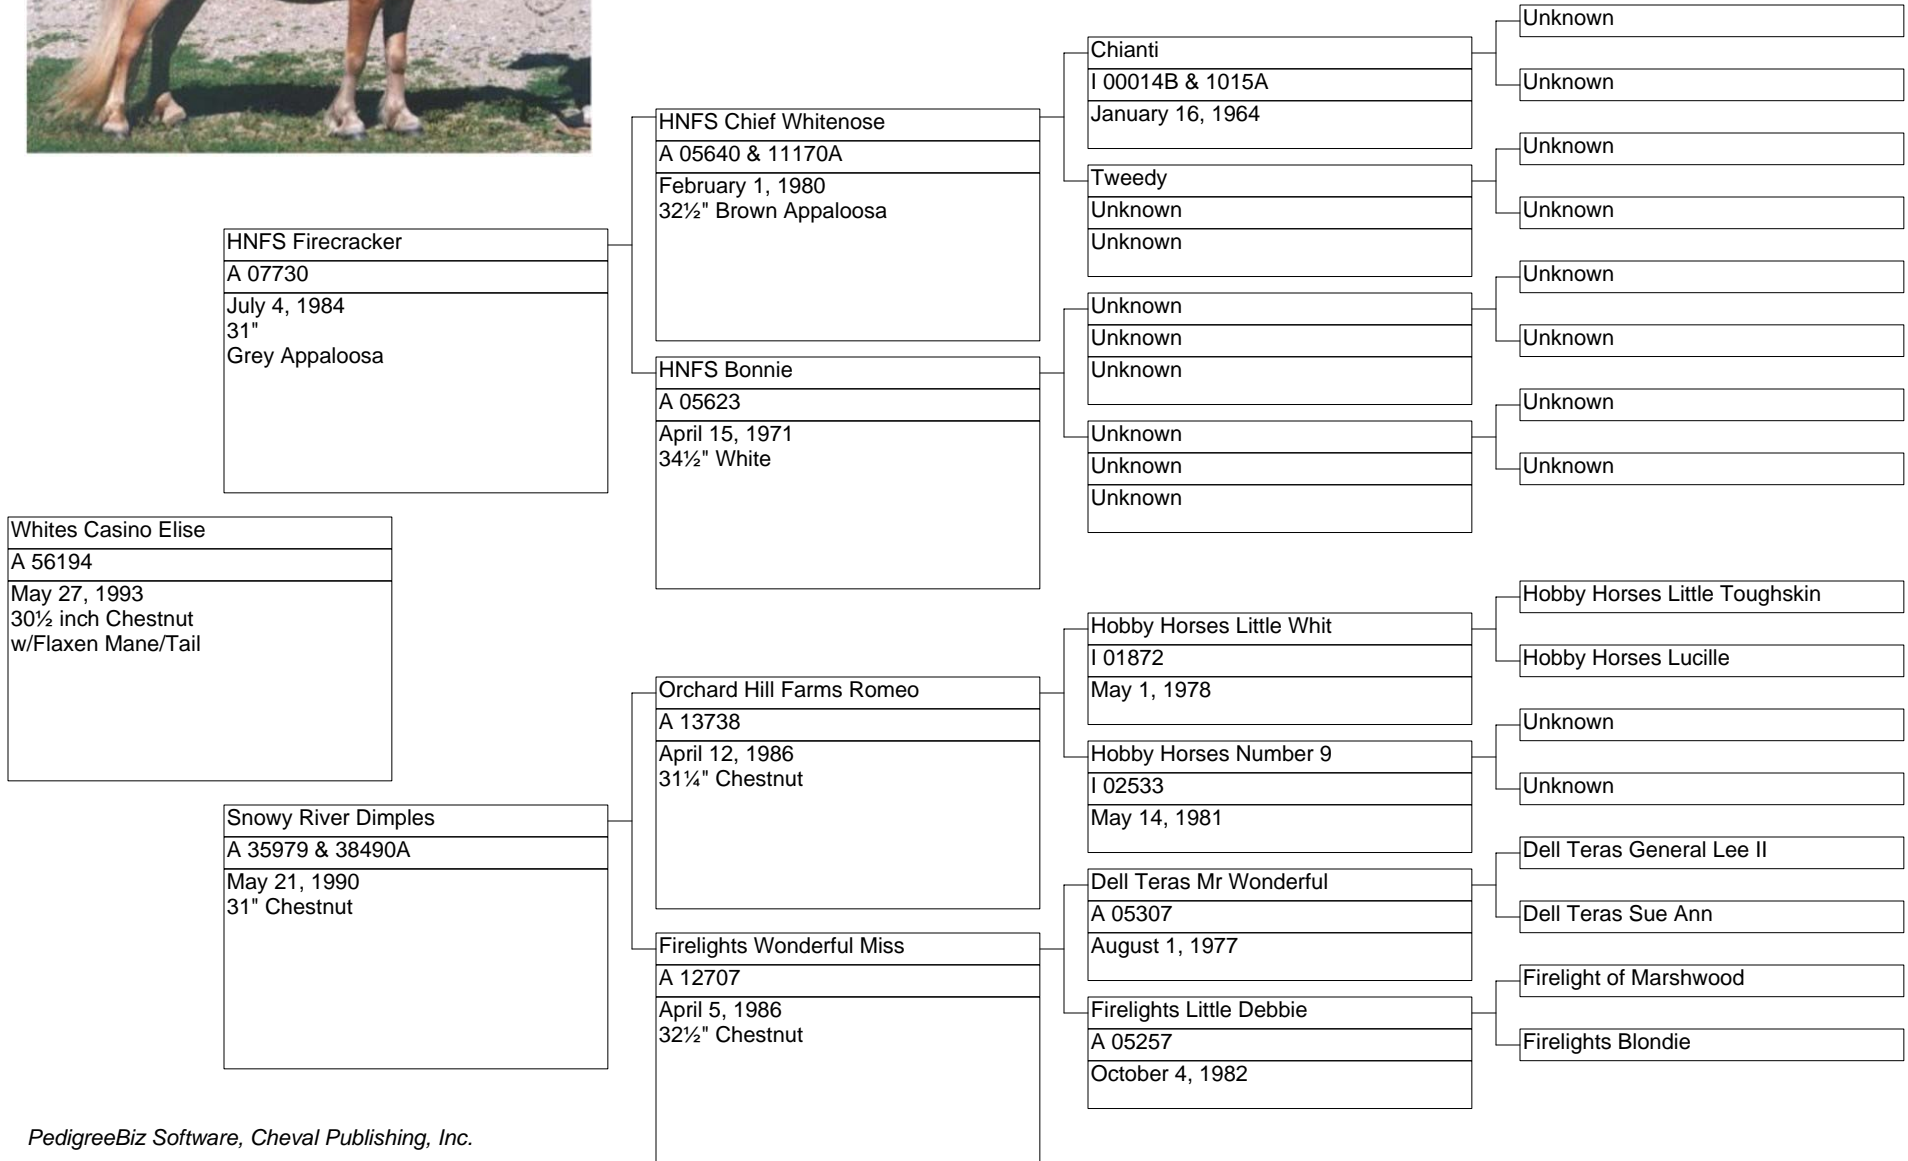 Whites Casino Elise
A 56194
May 27, 1993
30½ inch Chestnut
w/Flaxen Mane/Tail
HNFS Firecracker
A 07730
July 4, 1984
31"
Grey Appaloosa
Snowy River Dimples
A 35979 & 38490A
May 21, 1990
31" Chestnut
HNFS Chief Whitenose
A 05640 & 11170A
February 1, 1980
32½" Brown Appaloosa
HNFS Bonnie
A 05623
April 15, 1971
34½" White
Orchard Hill Farms Romeo
A 13738
April 12, 1986
31¼" Chestnut
Firelights Wonderful Miss
A 12707
April 5, 1986
32½" Chestnut
Chianti
I 00014B & 1015A
January 16, 1964
Tweedy
Unknown
Unknown
Unknown
Unknown
Unknown
Unknown
Unknown
Unknown
Hobby Horses Little Whit
I 01872
May 1, 1978
Hobby Horses Number 9
I 02533
May 14, 1981
Dell Teras Mr Wonderful
A 05307
August 1, 1977
Firelights Little Debbie
A 05257
October 4, 1982
Unknown
Unknown
Unknown
Unknown
Unknown
Unknown
Unknown
Unknown
Hobby Horses Little Toughskin
Hobby Horses Lucille
Unknown
Unknown
Dell Teras General Lee II
Dell Teras Sue Ann
Firelight of Marshwood
Firelights Blondie
PedigreeBiz Software, Cheval Publishing, Inc.